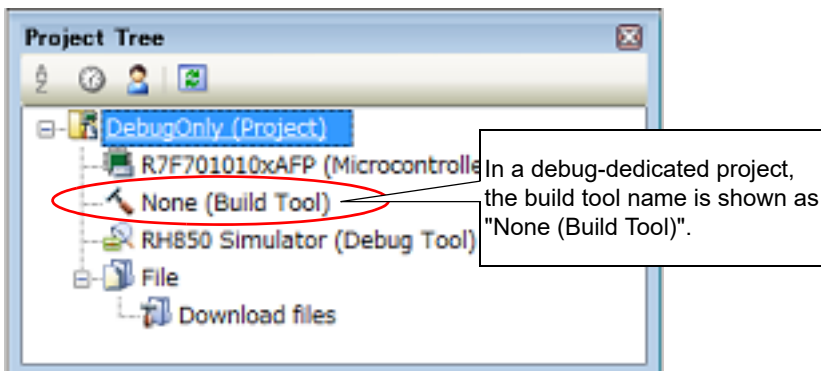 Project Tree
DebugOnly (Project)
R7F701010xAFP (Microcontrolle
None (Build Tool)
RH850 Simulator (Debug Tool)
File
Download files
In a debug-dedicated project,
the build tool name is shown as
"None (Build Tool)".